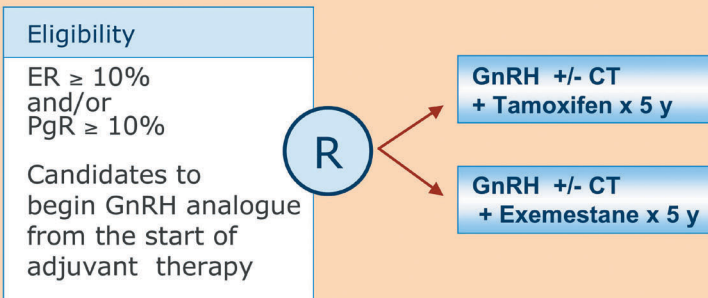 Eligibility
ER ≥ 10%
and/or
PgR ≥ 10%
Candidates to
begin GnRH analogue
from the start of
adjuvant therapy
R
GnRH +/- CT
+ Tamoxifen x 5 y
GnRH +/- CT
+ Exemestane x 5 y